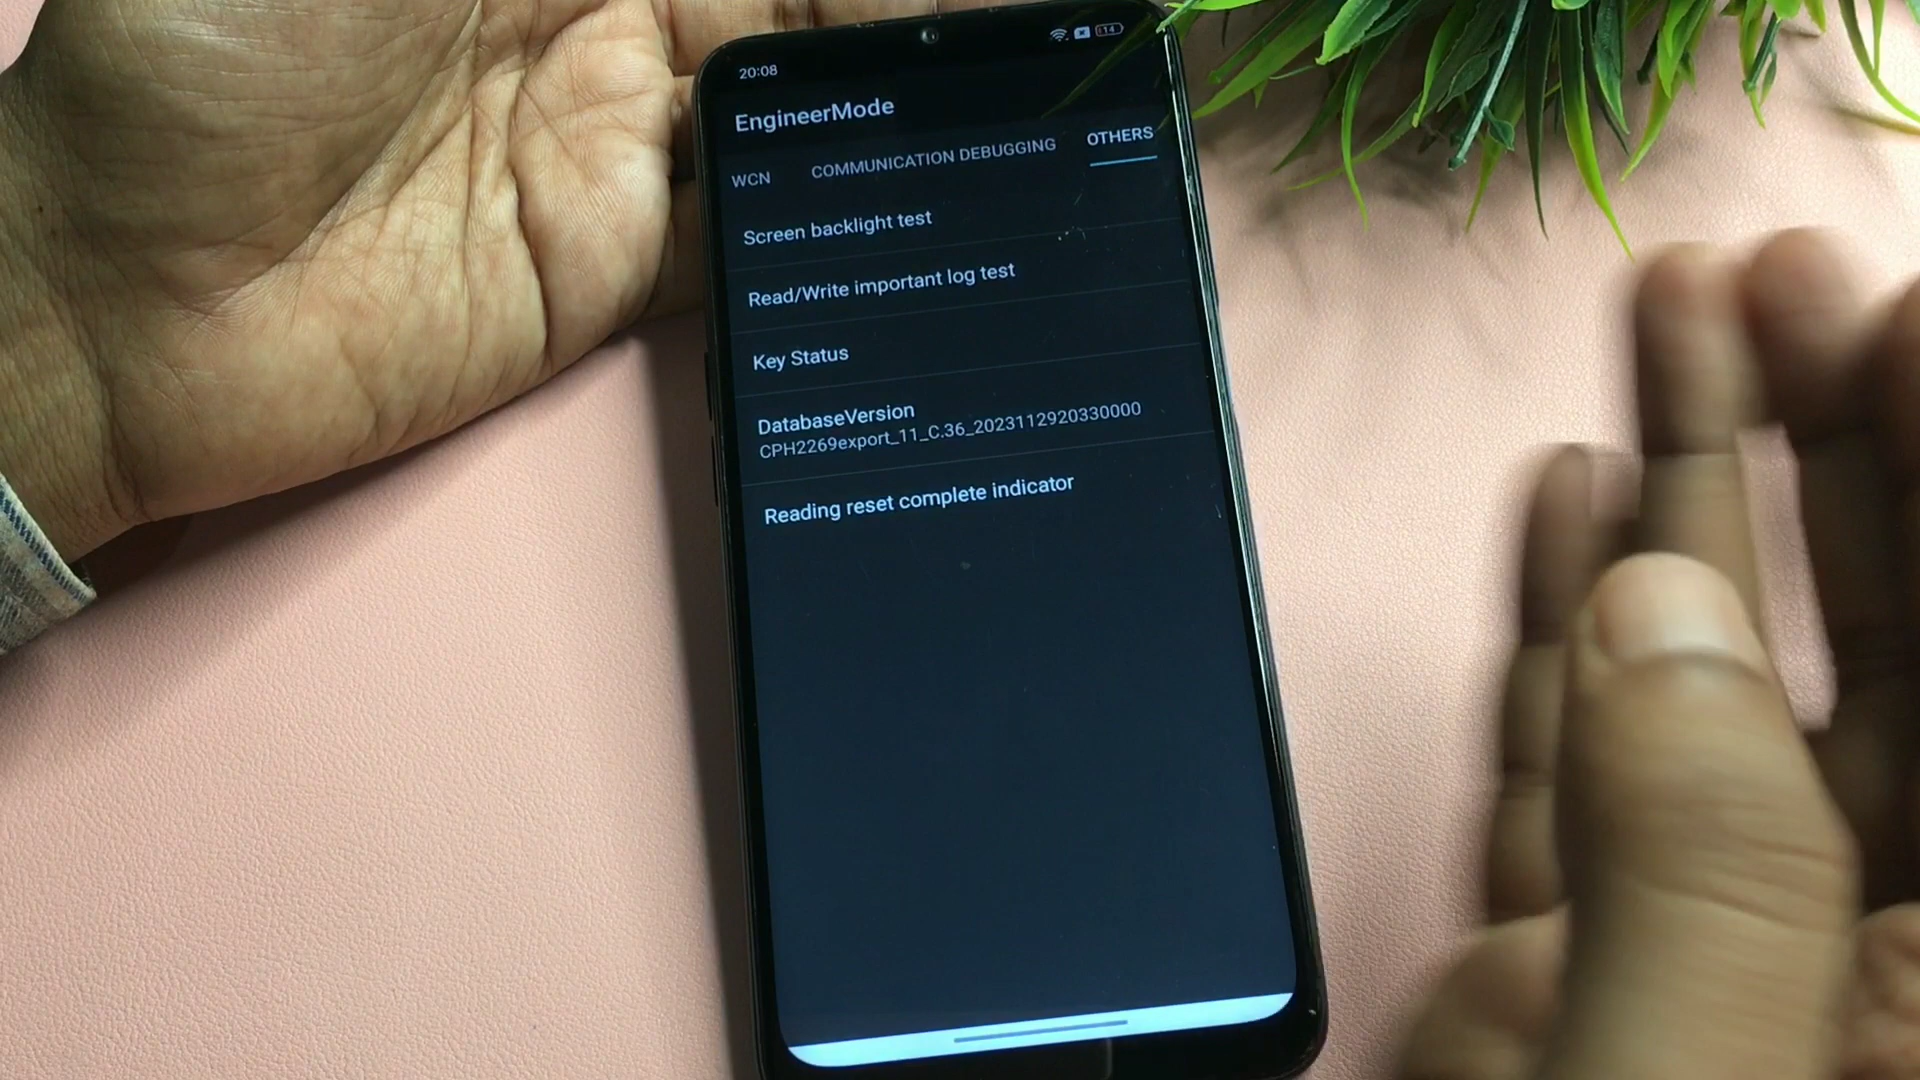 20:08
14
EngineerMode
WCN COMMUNICATION DEBUGGING OTHERS
Screen backlight test
Read/Write important log test
Key Status
DatabaseVersion
CPH2269export_11_C.36_2023112920330000
Reading reset complete indicator